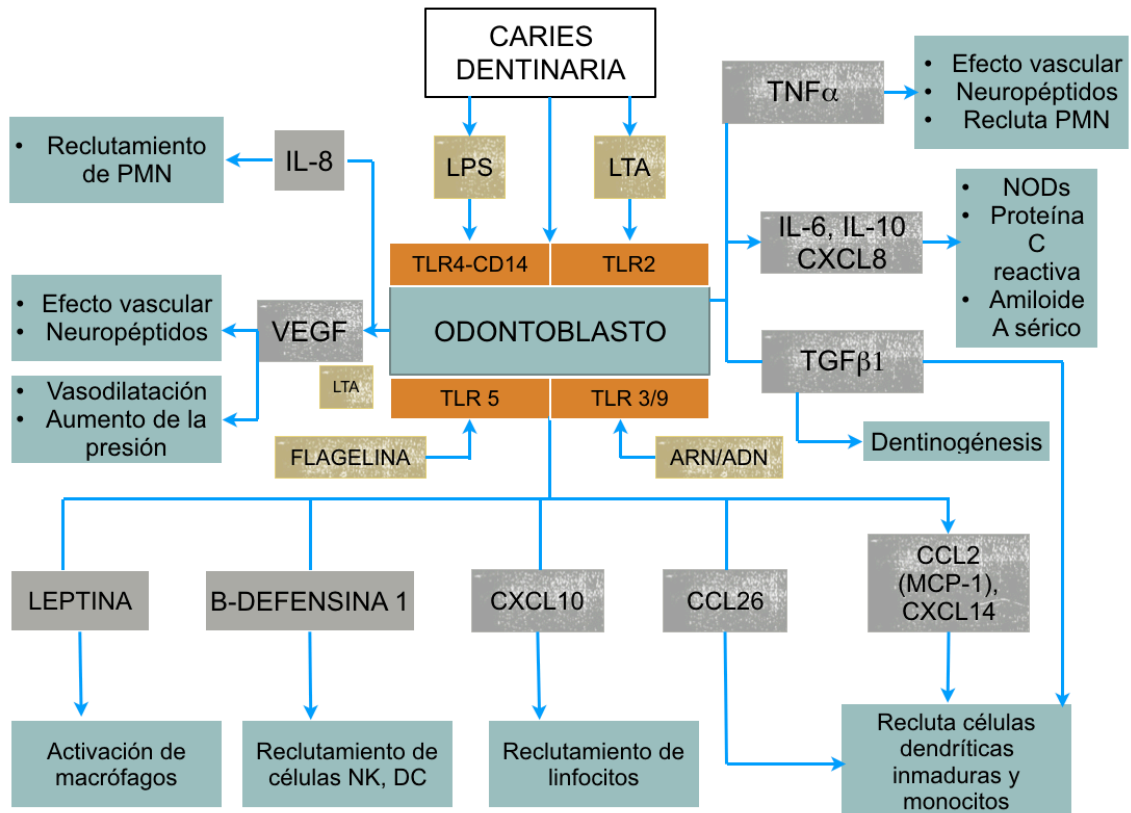 CARIES
DENTINARIA
TNFα
• Efecto vascular
• Neuropéptidos
• Recluta PMN
• Reclutamiento
de PMN
IL-8
LPS
LTA
IL-6, IL-10
CXCL8
• NODs
• Proteína
C
reactiva
• Amiloide
A sérico
TLR4-CD14
TLR2
• Efecto vascular
• Neuropéptidos
VEGF
ODONTOBLASTO
TGFβ1
• Vasodilatación
• Aumento de la
presión
LTA
TLR 5
TLR 3/9
Dentinogénesis
FLAGELINA
ARN/ADN
LEPTINA
B-DEFENSINA 1
CXCL10
CCL26
CCL2
(MCP-1),
CXCL14
Activación de
macrófagos
Reclutamiento de
células NK, DC
Reclutamiento de
linfocitos
Recluta células
dendríticas
inmaduras y
monocitos